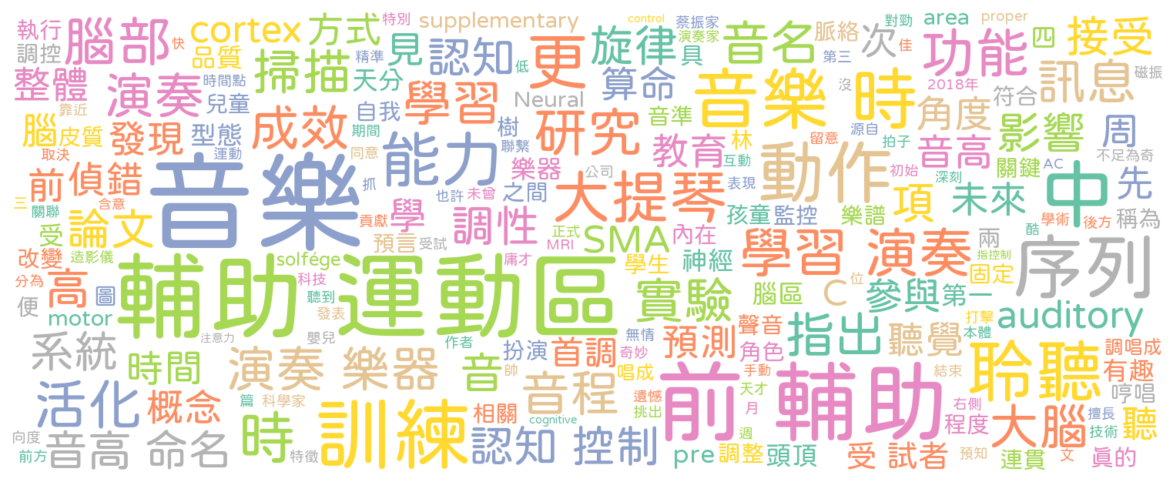 執行 腦部 cortex 方式 見 特別 supplementary control 蔡振家 脈絡 對勁 area proper 四 接受
調控 快 品質 掃描 精準 認知 低 更 旋律 演奏家 具 音名 次 第三 佳 功能 磁振
整體 時間點 天分 學習 Neural 算命 音樂 時 沒 2018年 角度 符合 訊息
靠近 演奏 兒童 成效 自我 樹 研究 音準 林 留意 源自 拍子 影響 周
腦 皮質 發現 型態 期間 能力 聯繫 樂器 教育 互動 動作 音高 關鍵 AC 不足為奇
取決 前 偵錯 運動 音樂 同意 抓 公司 表現 初始 深刻 中 先
三 含意 論文 也許 未曾 之間 大提琴 孩童 監控 樂譜 項 未來 學術 後方
關聯 受 貢獻 學 調性 正式 SMA 內在 兩 酷 稱為
改變 造影儀 預言 受試 MRI 庸才 學習 演奏 指控制 序列
分為 高 輔助 運動區 solfége 科技 學生 神經 位 固定
便 圖 聽到 實驗 腦區 C 參與 第一
motor 發表 打擊 auditory
系統 時間 注意力 嬰兒 作者 扮演 首調 無情 奇妙 預測 聲音 指出 聽覺 本體 調唱成
演奏 樂器 音 帥 唱成 角色 結束 聆聽 有趣
活化 概念 篇 科學家 時 訓練 相關 音程 遺憾 手動 天才 前 輔助 哼唱
cognitive 挑出 月 右側 程度 大腦 擅長 聽
向度 音高 命名 認知 控制 週 技術
前方 特徵 pre 調整 頭頂 受 試者 預知 連貫 文 真的